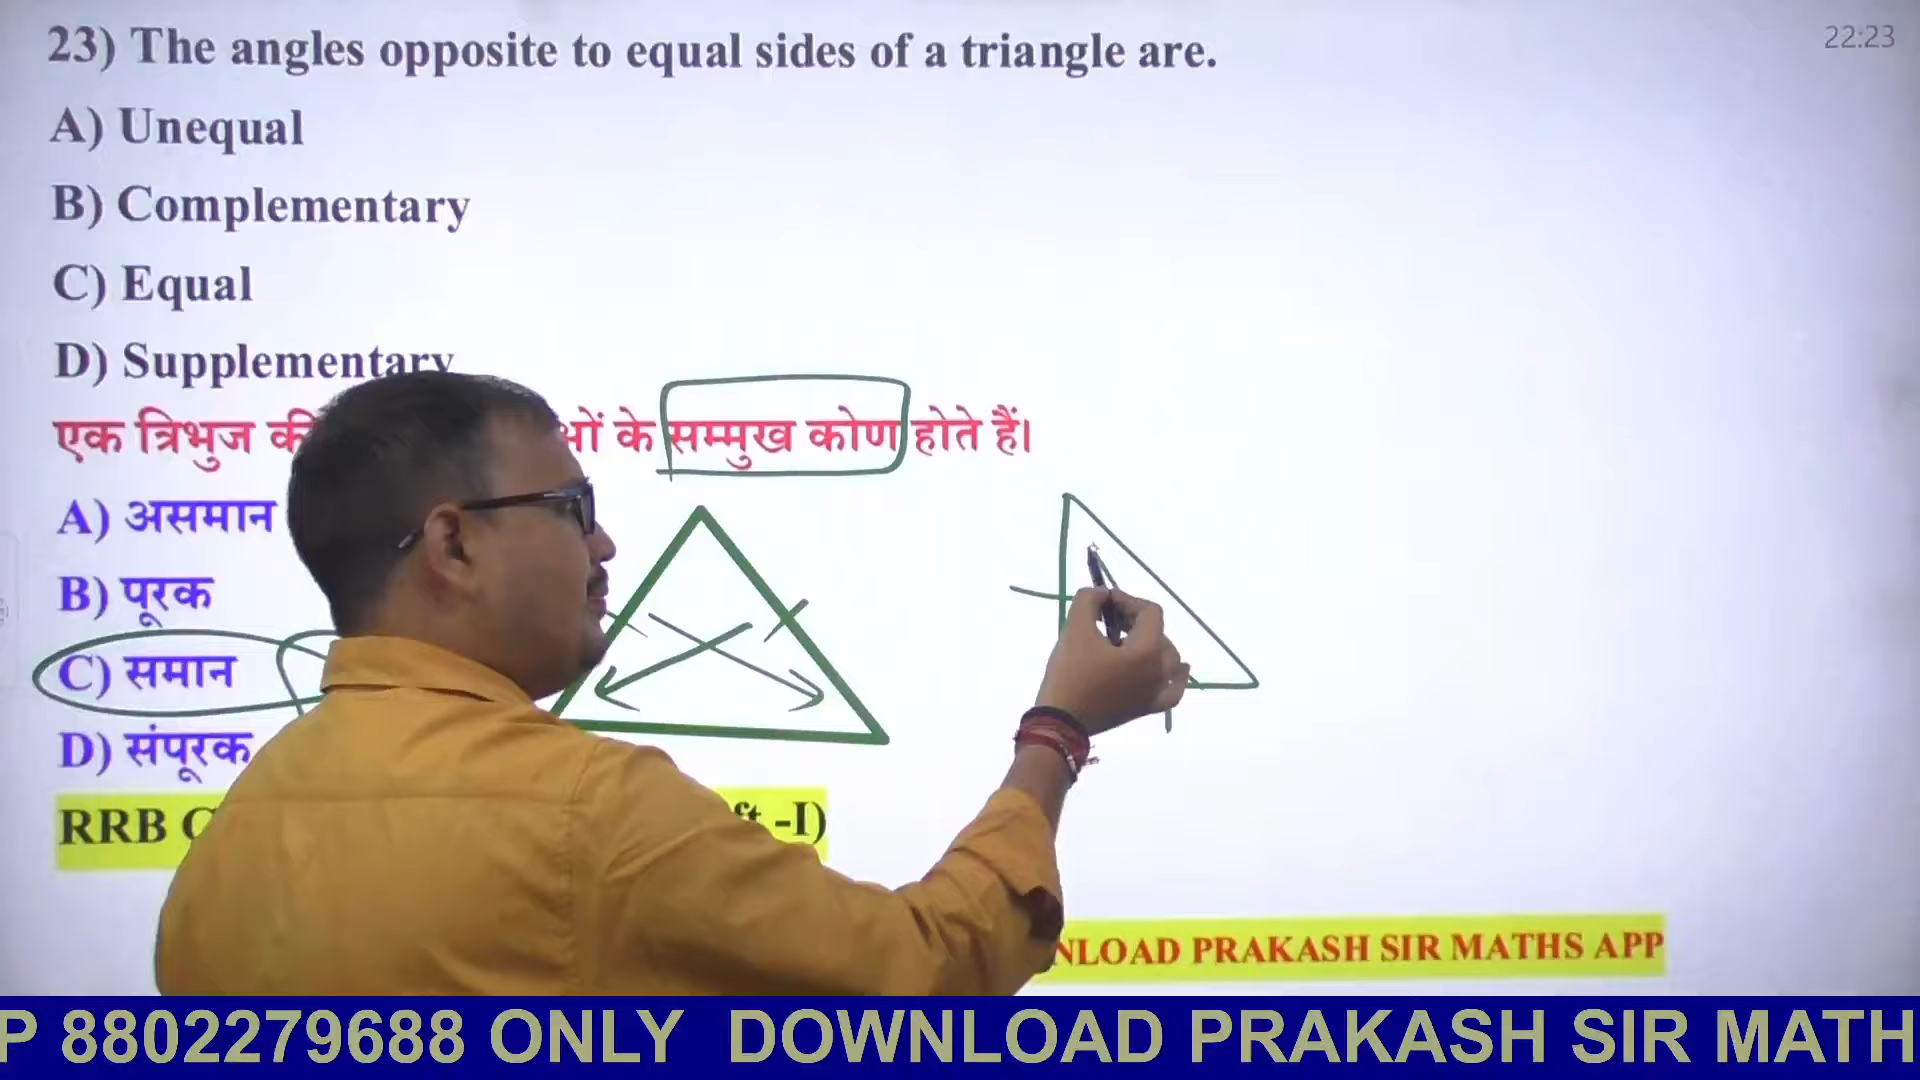 23) The angles opposite to equal sides of a triangle are.
22:23
A) Unequal
B) Complementary
C) Equal
D) Supplementary
एक त्रिभुज की के सम्मुख कोण होते हैं।
A) असमान
B) पूरक
C) समान
D) संपूरक
RRB -I)
PRAKASH SIR MATHS APP
P 8802279688 ONLY DOWNLOAD PRAKASH SIR MATH